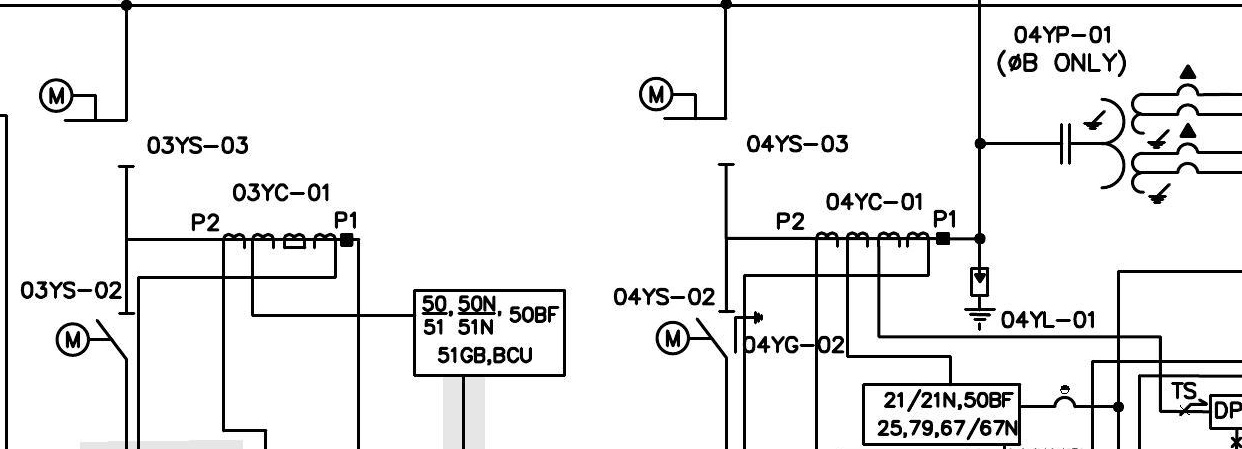 04YP-01
(øB ONLY)
M
M
03YS-03
04YS-03
03YC-01
04YC-01
P2
P1
P2
P1
03YS-02
04YS-02
50, 50N, 50BF
51 51N
51GB,BCU
04YL-01
M
M
04YG-02
21/21N,50BF
25,79,67/67N
TS
DP